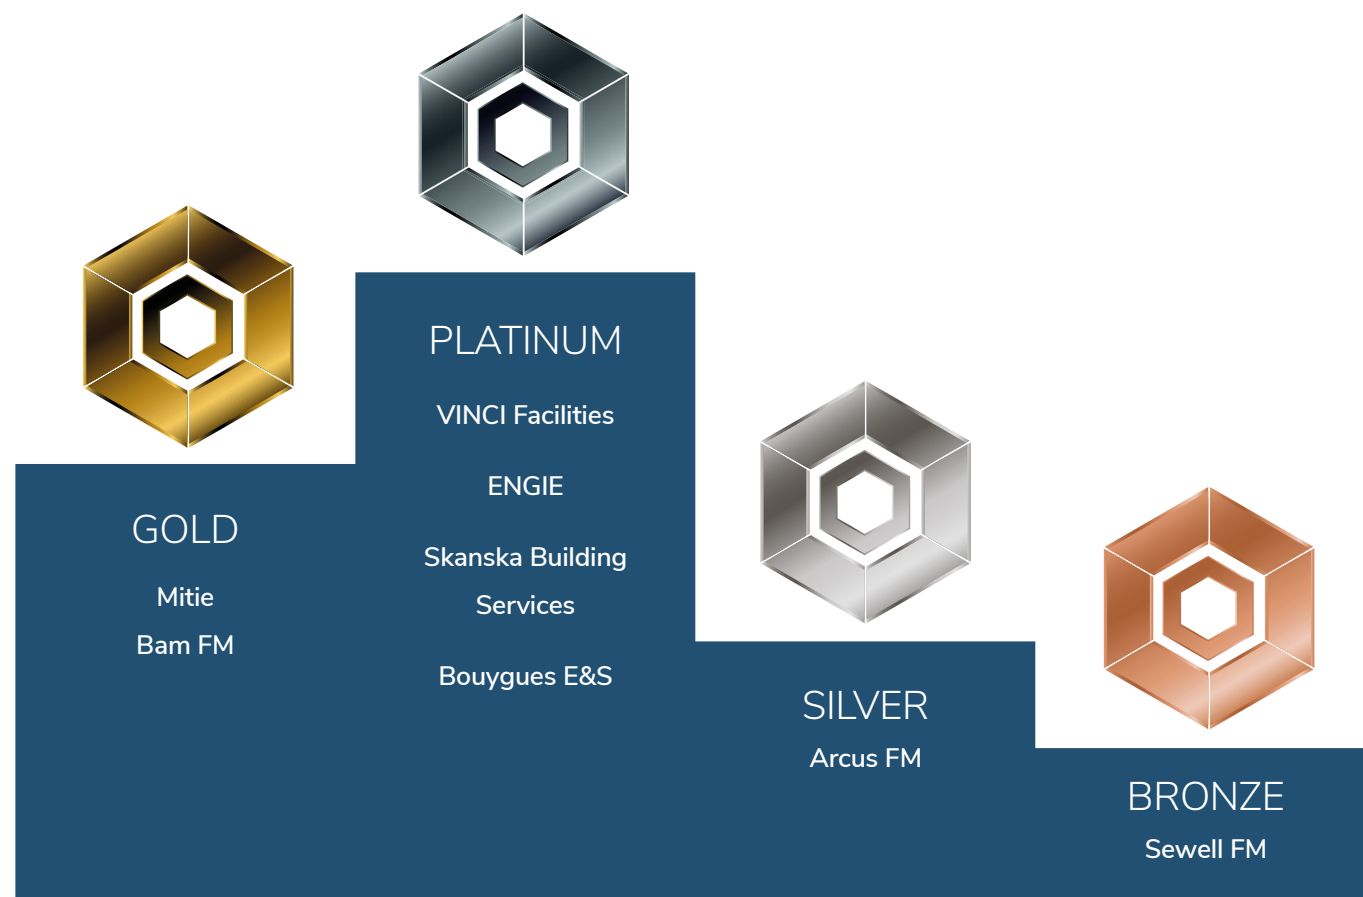 GOLD
Mitie
Bam FM
PLATINUM
VINCI Facilities
ENGIE
Skanska Building
Services
Bouygues E&S
SILVER
Arcus FM
BRONZE
Sewell FM